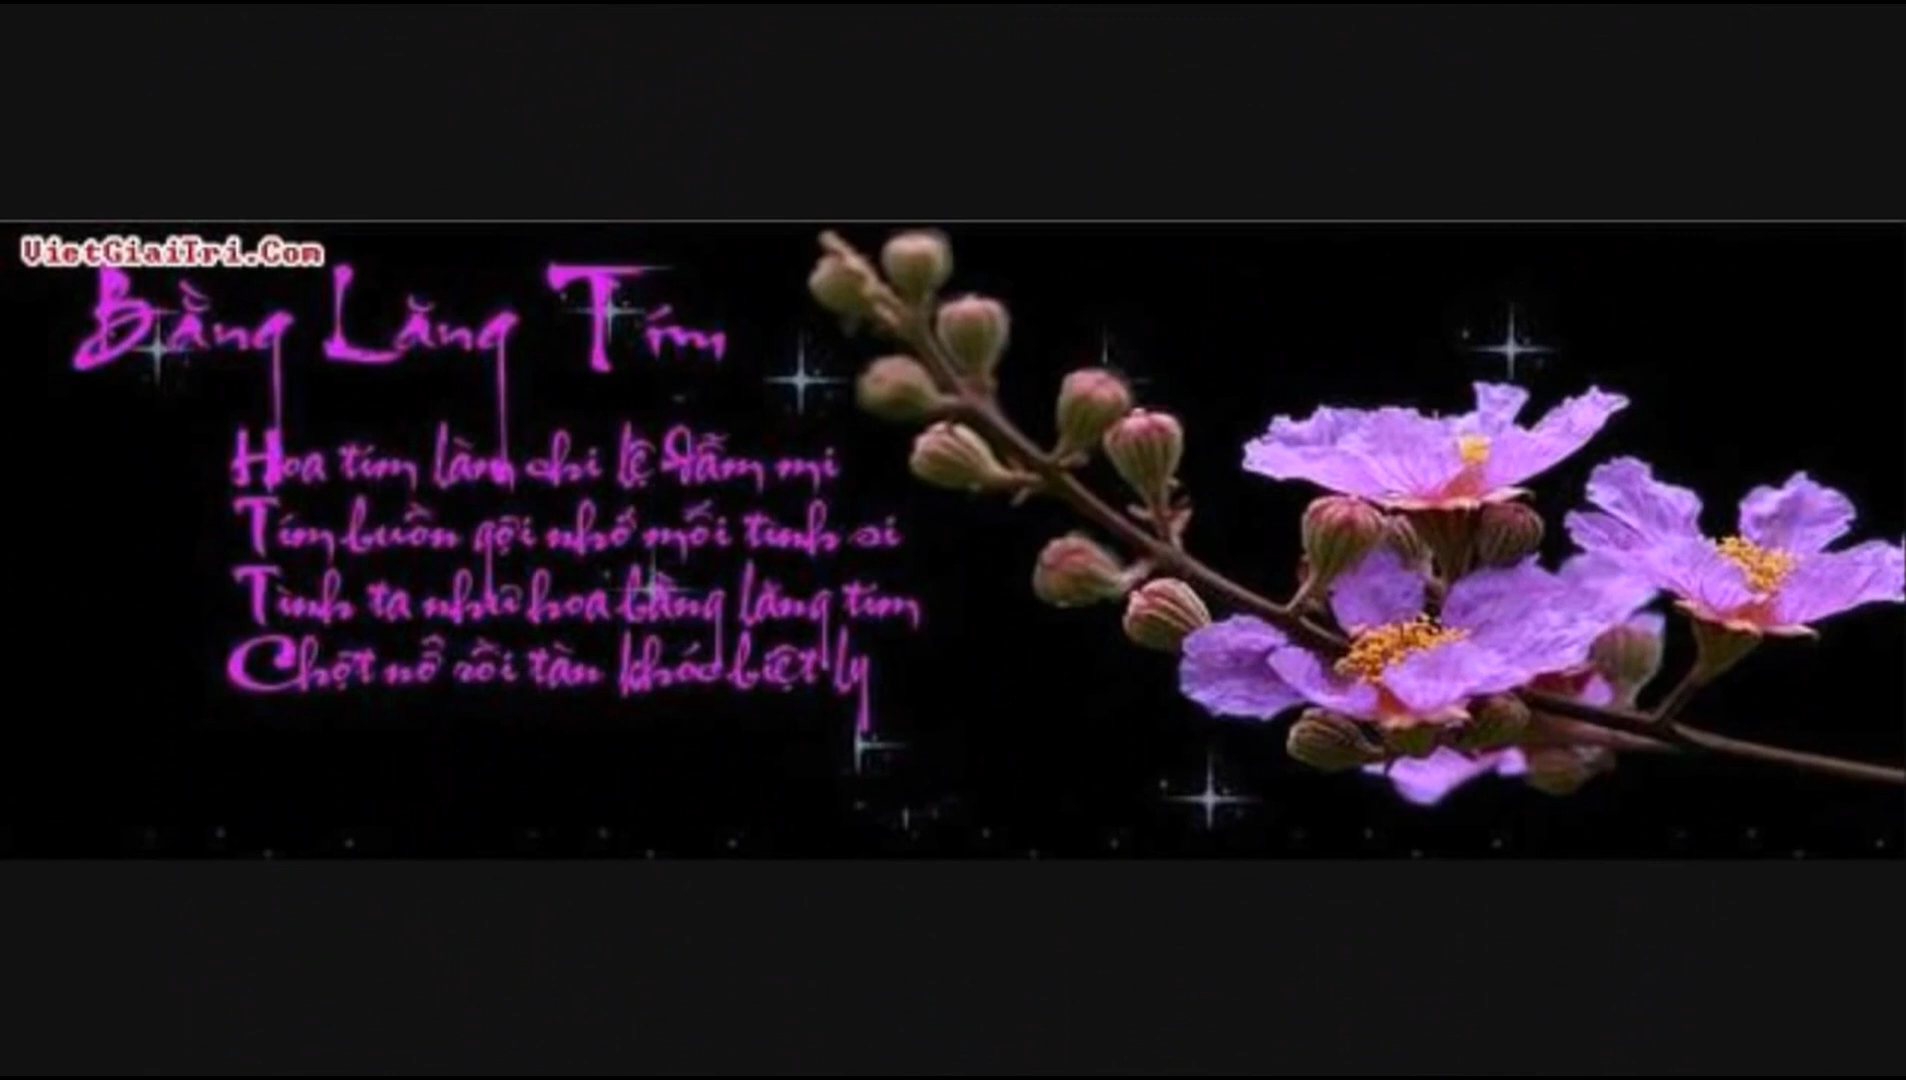 VietGiaiTri.Com
Bằng Lăng Tím
Hoa tím làm chi lệ đẫm mi
Tím buồn gợi nhớ mối tình si
Tình ta như hoa bằng lăng tím
Chợt nở rồi tàn khóc biệt ly